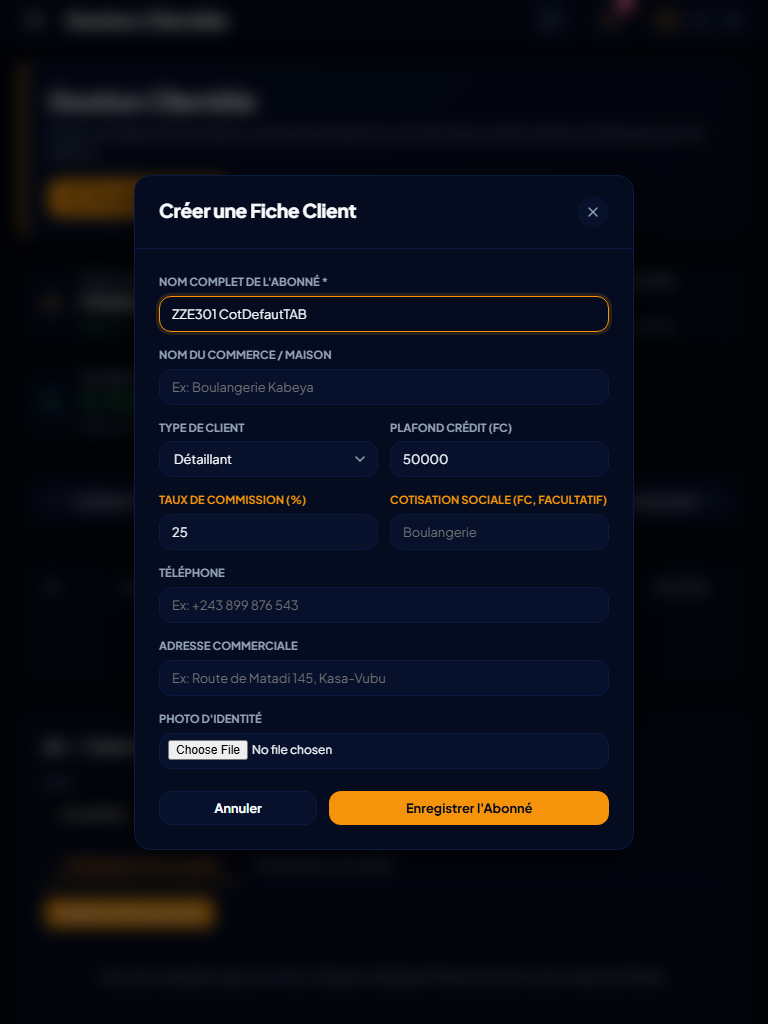 Créer une Fiche Client
NOM COMPLET DE L'ABONNÉ *
ZZE301 CotDefautTAB
NOM DU COMMERCE / MAISON
Ex: Boulangerie Kabeya
TYPE DE CLIENT
PLAFOND CRÉDIT (FC)
Détaillant
50000
TAUX DE COMMISSION (%)
COTISATION SOCIALE (FC, FACULTATIF)
25
Boulangerie
TÉLÉPHONE
Ex: +243 899 876 543
ADRESSE COMMERCIALE
Ex: Route de Matadi 145, Kasa-Vubu
PHOTO D'IDENTITÉ
Choose File No file chosen
Annuler
Enregistrer l'Abonné